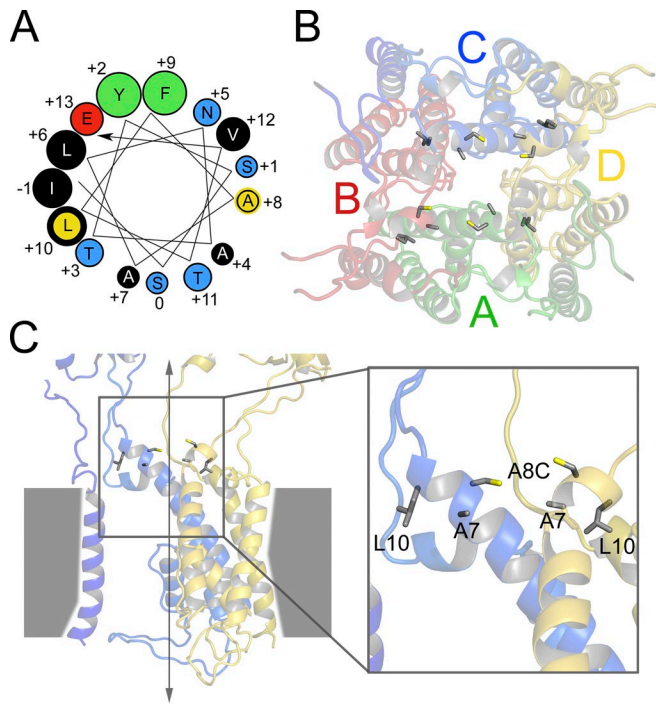 A
+9
+2
+5
Y
F
+13
N
E
+12
V
+6
L
S
+1
-1
I
A
+8
L
+10
T
+3
A
+4
A
+7
S
0
T
+11
B
C
D
B
A
C
A8C
A7
A7
L10
L10